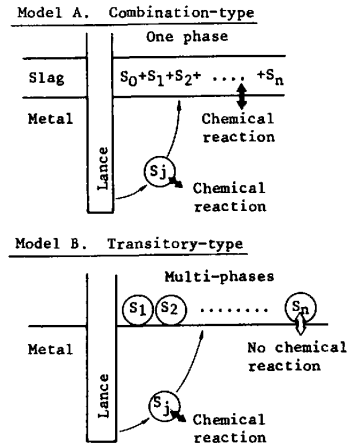 Model A. Combination-type
One phase
Slag S0+S1+S2+ .... +Sn
Metal
Chemical
reaction
Lance
Sj
Chemical
reaction
Model B. Transitory-type
Multi-phases
S1 S2 ........ Sn
Metal
No chemical
reaction
Lance
Sj
Chemical
reaction